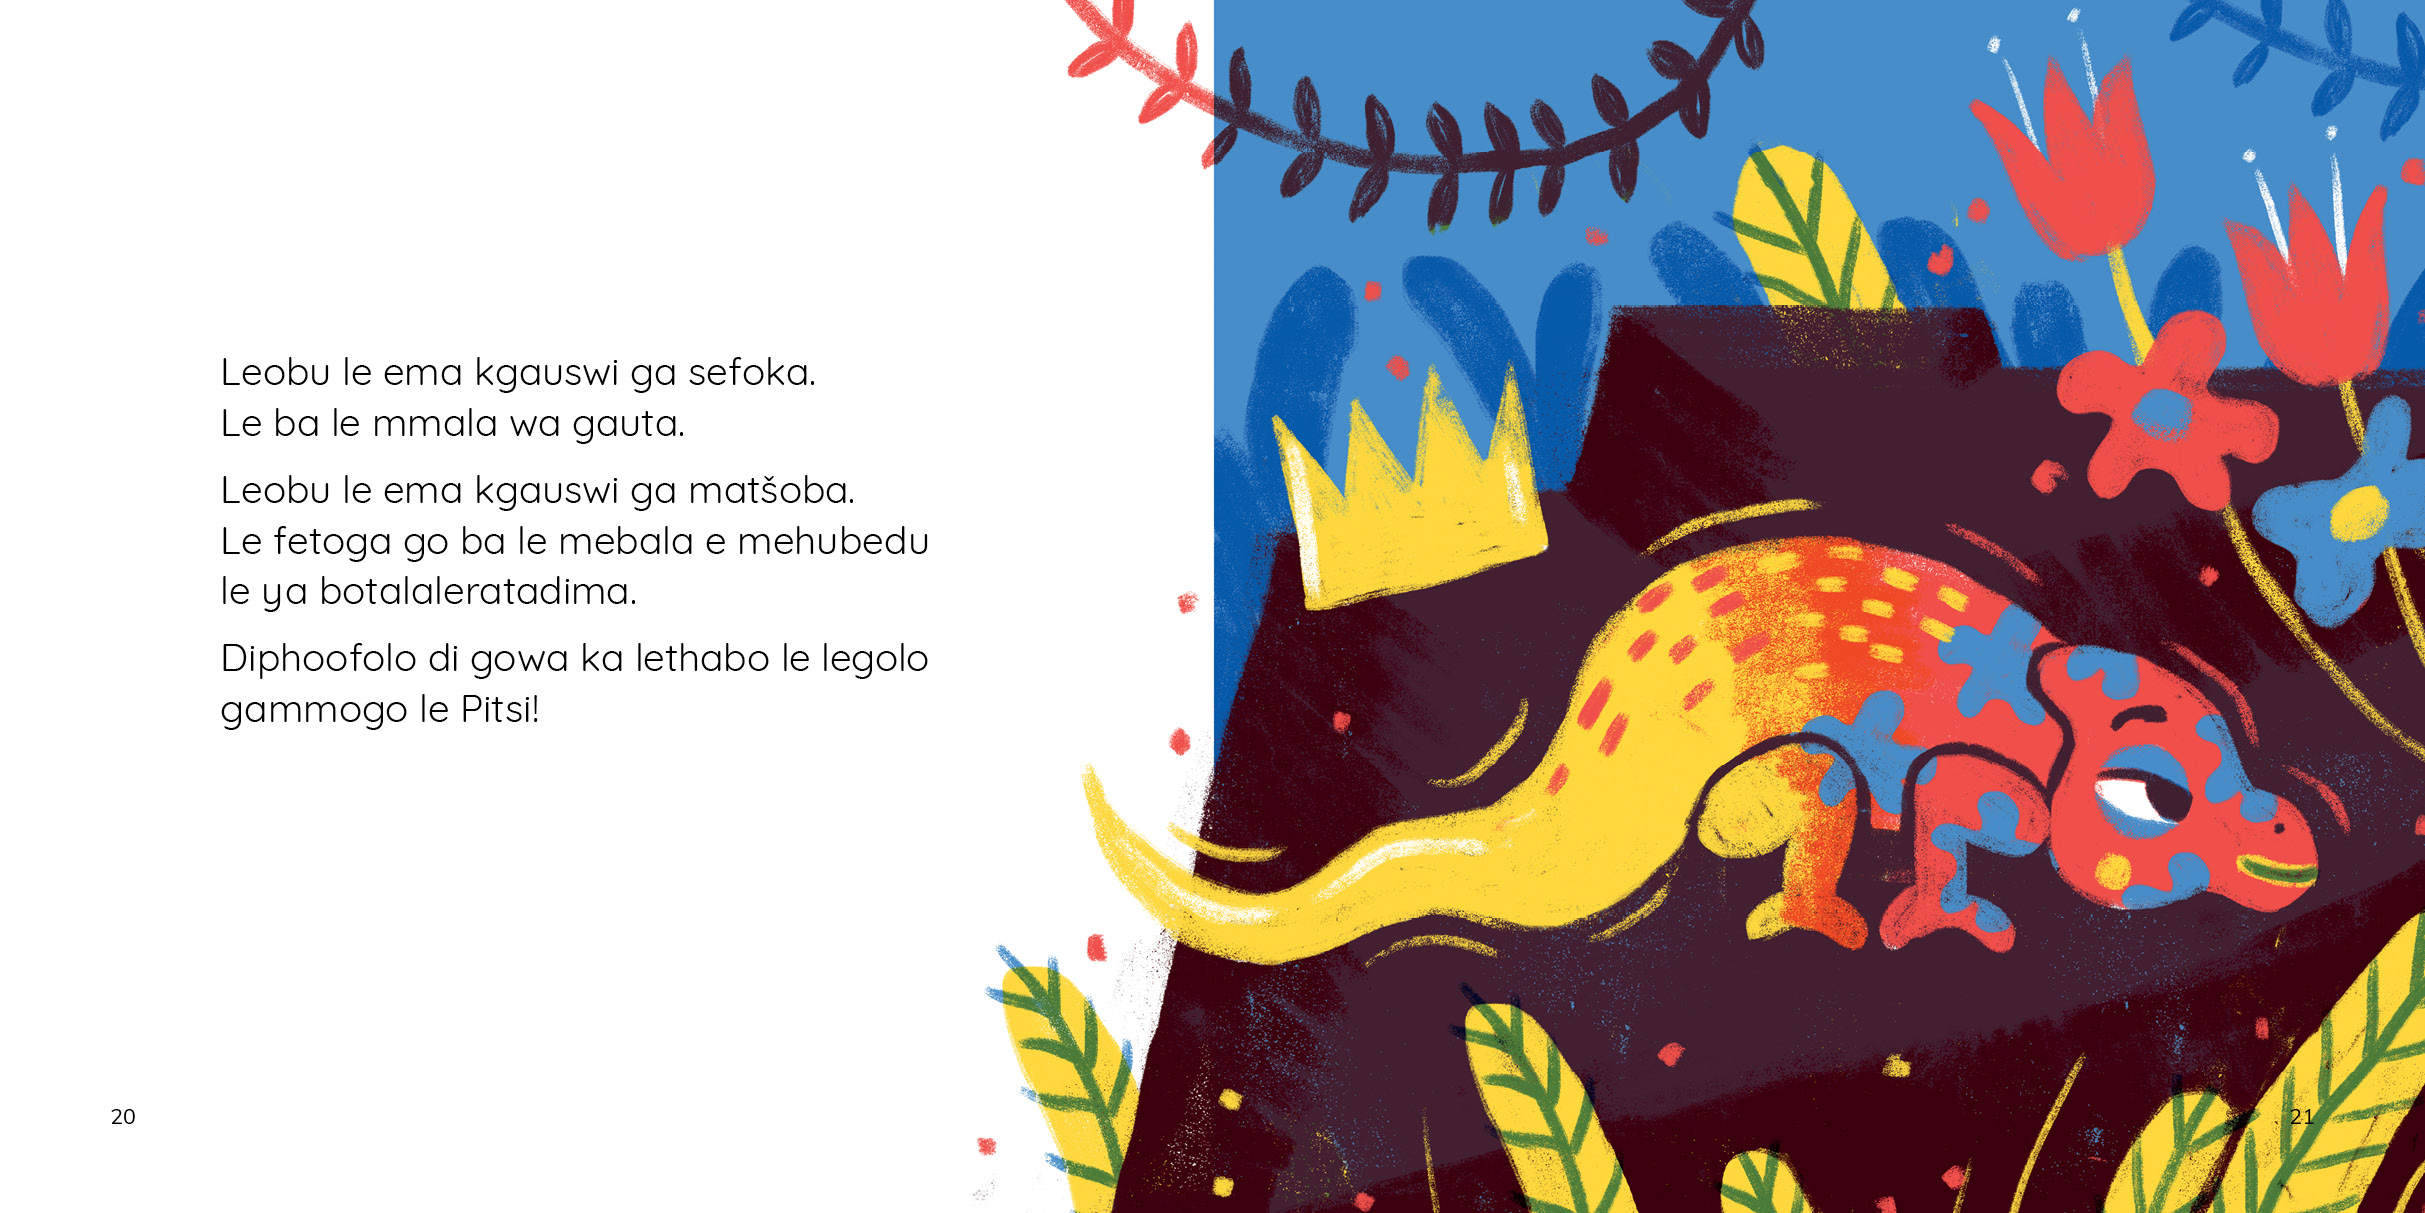 Leobu le ema kgauswi ga sefoka.
Le ba le mmala wa gauta.
Leobu le ema kgauswi ga matšoba.
Le fetoga go ba le mebala e mehubedu
le ya botalaleratadima.
Diphoofolo di gowa ka lethabo le legolo
gammogo le Pitsi!
20
21